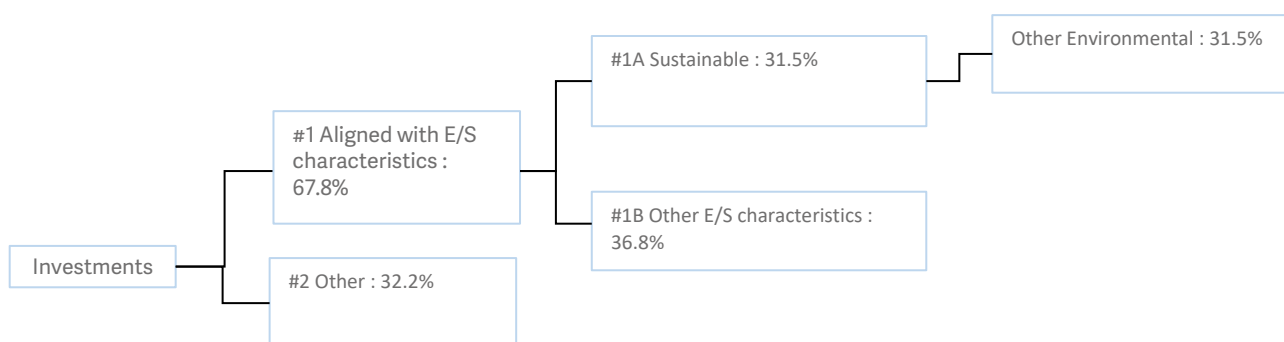 Other Environmental : 31.5%
#1A Sustainable : 31.5%
#1 Aligned with E/S
characteristics :
67.8%
#1B Other E/S characteristics :
36.8%
Investments
#2 Other : 32.2%